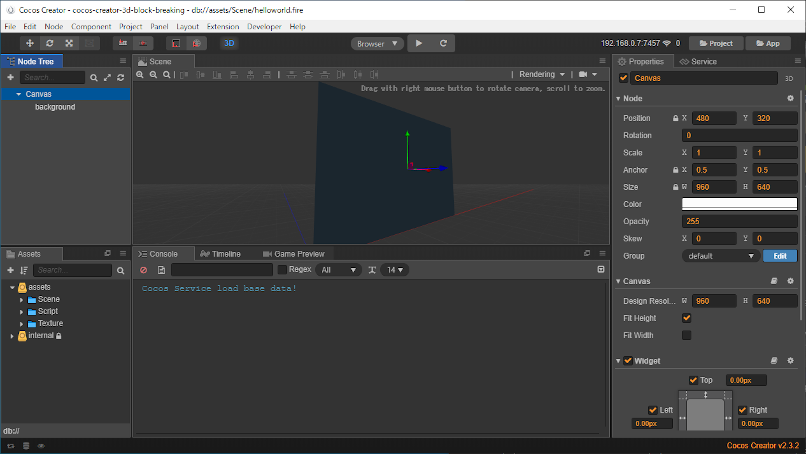 Cocos Creator - cocos-creator-3d-block-breaking - db://assets/Scene/helloworld.fire
File Edit Node Component Project Panel Layout Extension Developer Help
3D
Browser
192.168.0.7:7457 0
Project
App
Node Tree
Search...
Canvas
background
Scene
Rendering
Drag with right mouse button to rotate camera, scroll to zoom.
Assets
Search...
assets
Scene
Script
Texture
internal
db://
Console
Timeline
Game Preview
Regex
All
14
Cocos Service load base data!
Properties
Service
Canvas
3D
Node
Position X 480 Y 320
Rotation 0
Scale X 1 Y 1
Anchor X 0.5 Y 0.5
Size W 960 H 640
Color
Opacity 255
Skew X 0 Y 0
Group default Edit
Canvas
Design Resol... W 960 H 640
Fit Height
Fit Width
Widget
Top 0.00px
Left
Right
0.00px
0.00px
Cocos Creator v2.3.2